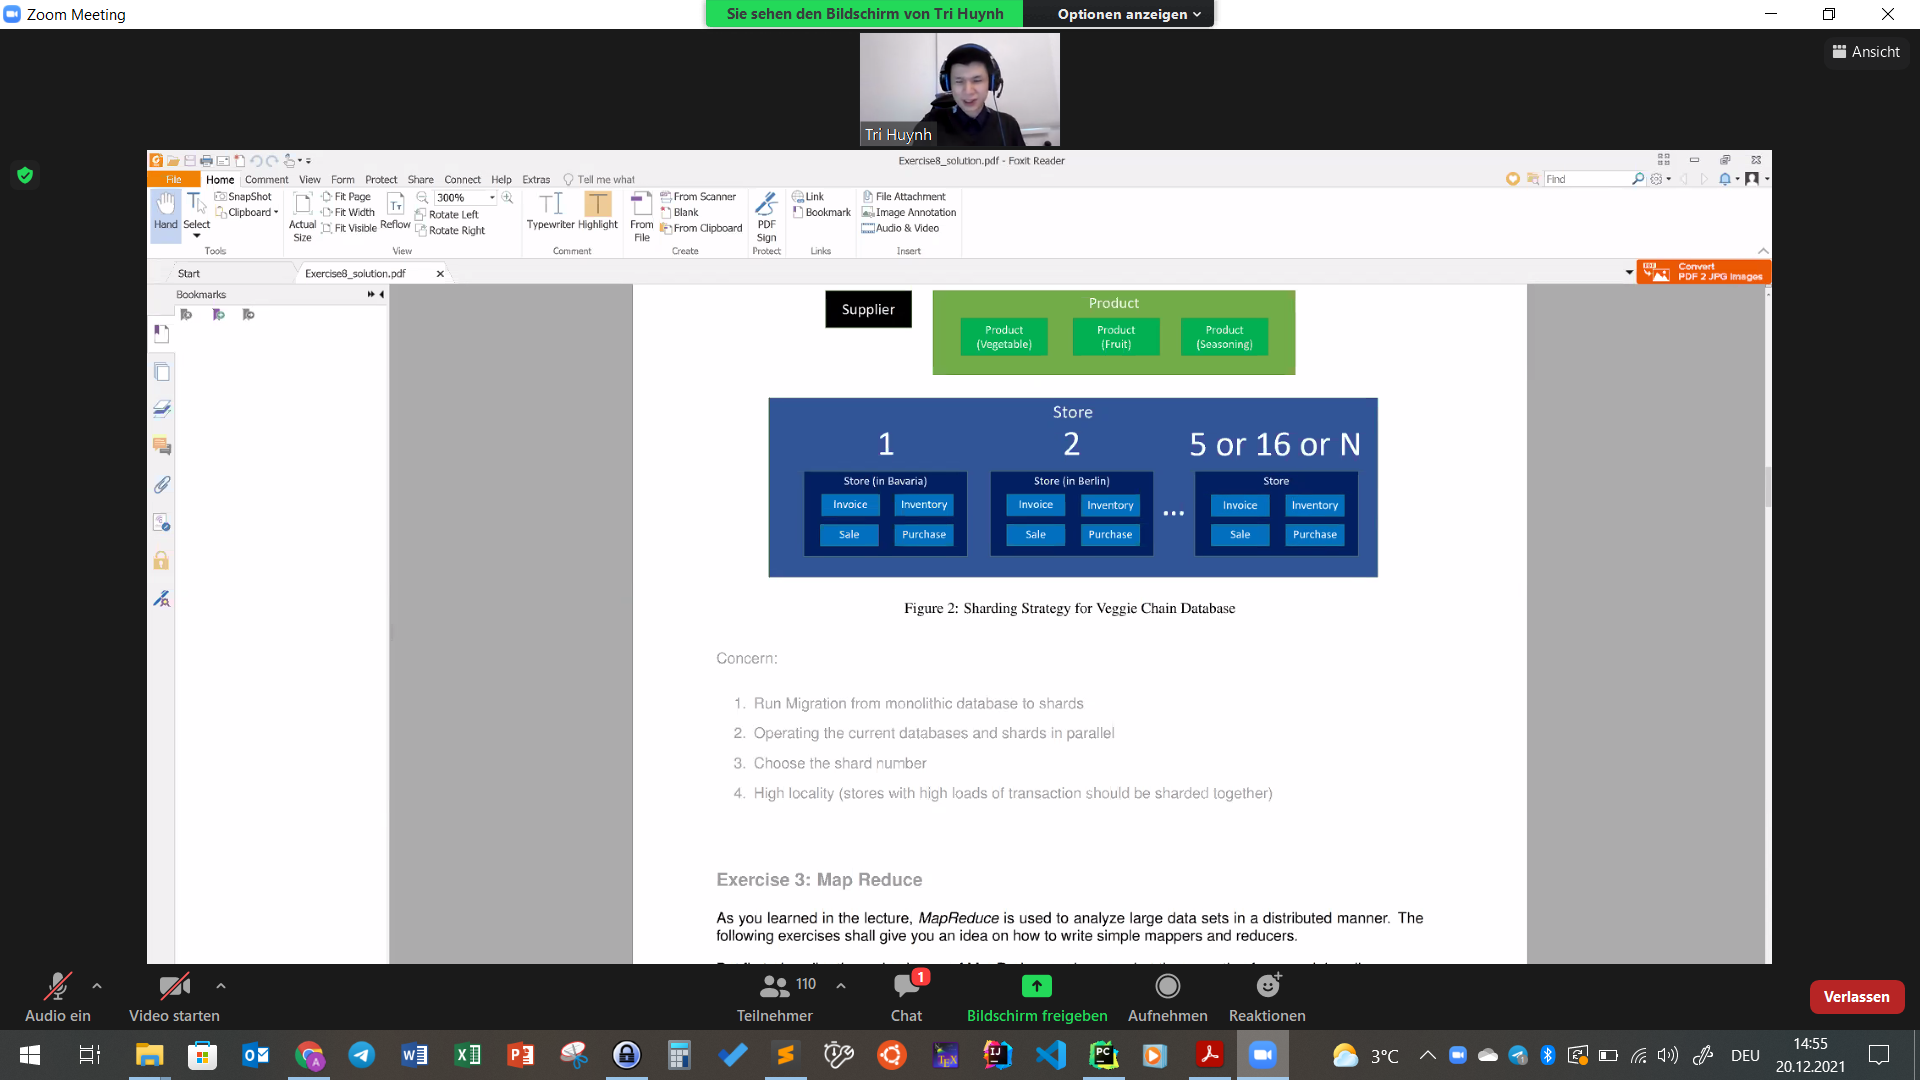 Zoom Meeting
Sie sehen den Bildschirm von Tri Huynh
Optionen anzeigen
Ansicht
Tri Huynh
Exercise8_solution.pdf - Foxit Reader
File Home Comment View Form Protect Share Connect Help Extras Tell me what
Find
Hand
Select
SnapShot
Clipboard
Tools
Actual Size
Fit Page
Fit Width
Fit Visible
Reflow
300%
Rotate Left
Rotate Right
View
Typewriter Highlight
Comment
From File
From Scanner
Blank
From Clipboard
Create
PDF Sign
Protect
Link
Bookmark
Links
File Attachment
Image Annotation
Audio & Video
Insert
Start
Exercise8_solution.pdf
Convert
PDF 2 JPG Images
Bookmarks
Supplier
Product
Product (Vegetable)
Product (Fruit)
Product (Seasoning)
Store
1
2
5 or 16 or N
Store (in Bavaria)
Invoice Inventory
Sale Purchase
Store (in Berlin)
Invoice Inventory
Sale Purchase
...
Store
Invoice Inventory
Sale Purchase
Figure 2: Sharding Strategy for Veggie Chain Database
Concern:
1. Run Migration from monolithic database to shards
2. Operating the current databases and shards in parallel
3. Choose the shard number
4. High locality (stores with high loads of transaction should be sharded together)
Exercise 3: Map Reduce
As you learned in the lecture, MapReduce is used to analyze large data sets in a distributed manner. The
following exercises shall give you an idea on how to write simple mappers and reducers.
Audio ein
Video starten
110
Teilnehmer
1
Chat
Bildschirm freigeben
Aufnehmen
Reaktionen
Verlassen
3°C
DEU
14:55
20.12.2021